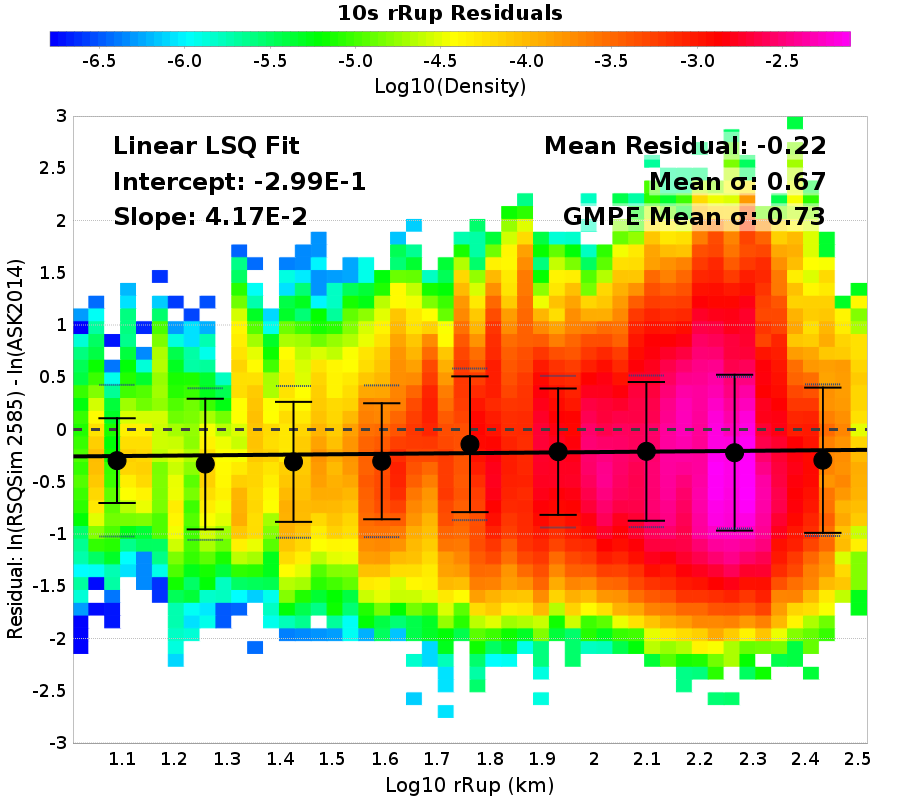 10s rRup Residuals
-6.5 -6.0 -5.5 -5.0 -4.5 -4.0 -3.5 -3.0 -2.5
Log10(Density)
Linear LSQ Fit
Intercept: -2.99E-1
Slope: 4.17E-2
Mean Residual: -0.22
Mean σ: 0.67
GMPE Mean σ: 0.73
Residual: ln(RSQSim 2585) - ln(ASK2014)
3
2.5
2
1.5
1
0.5
0
-0.5
-1
-1.5
-2
-2.5
-3
1.1 1.2 1.3 1.4 1.5 1.6 1.7 1.8 1.9 2 2.1 2.2 2.3 2.4 2.5
Log10 rRup (km)